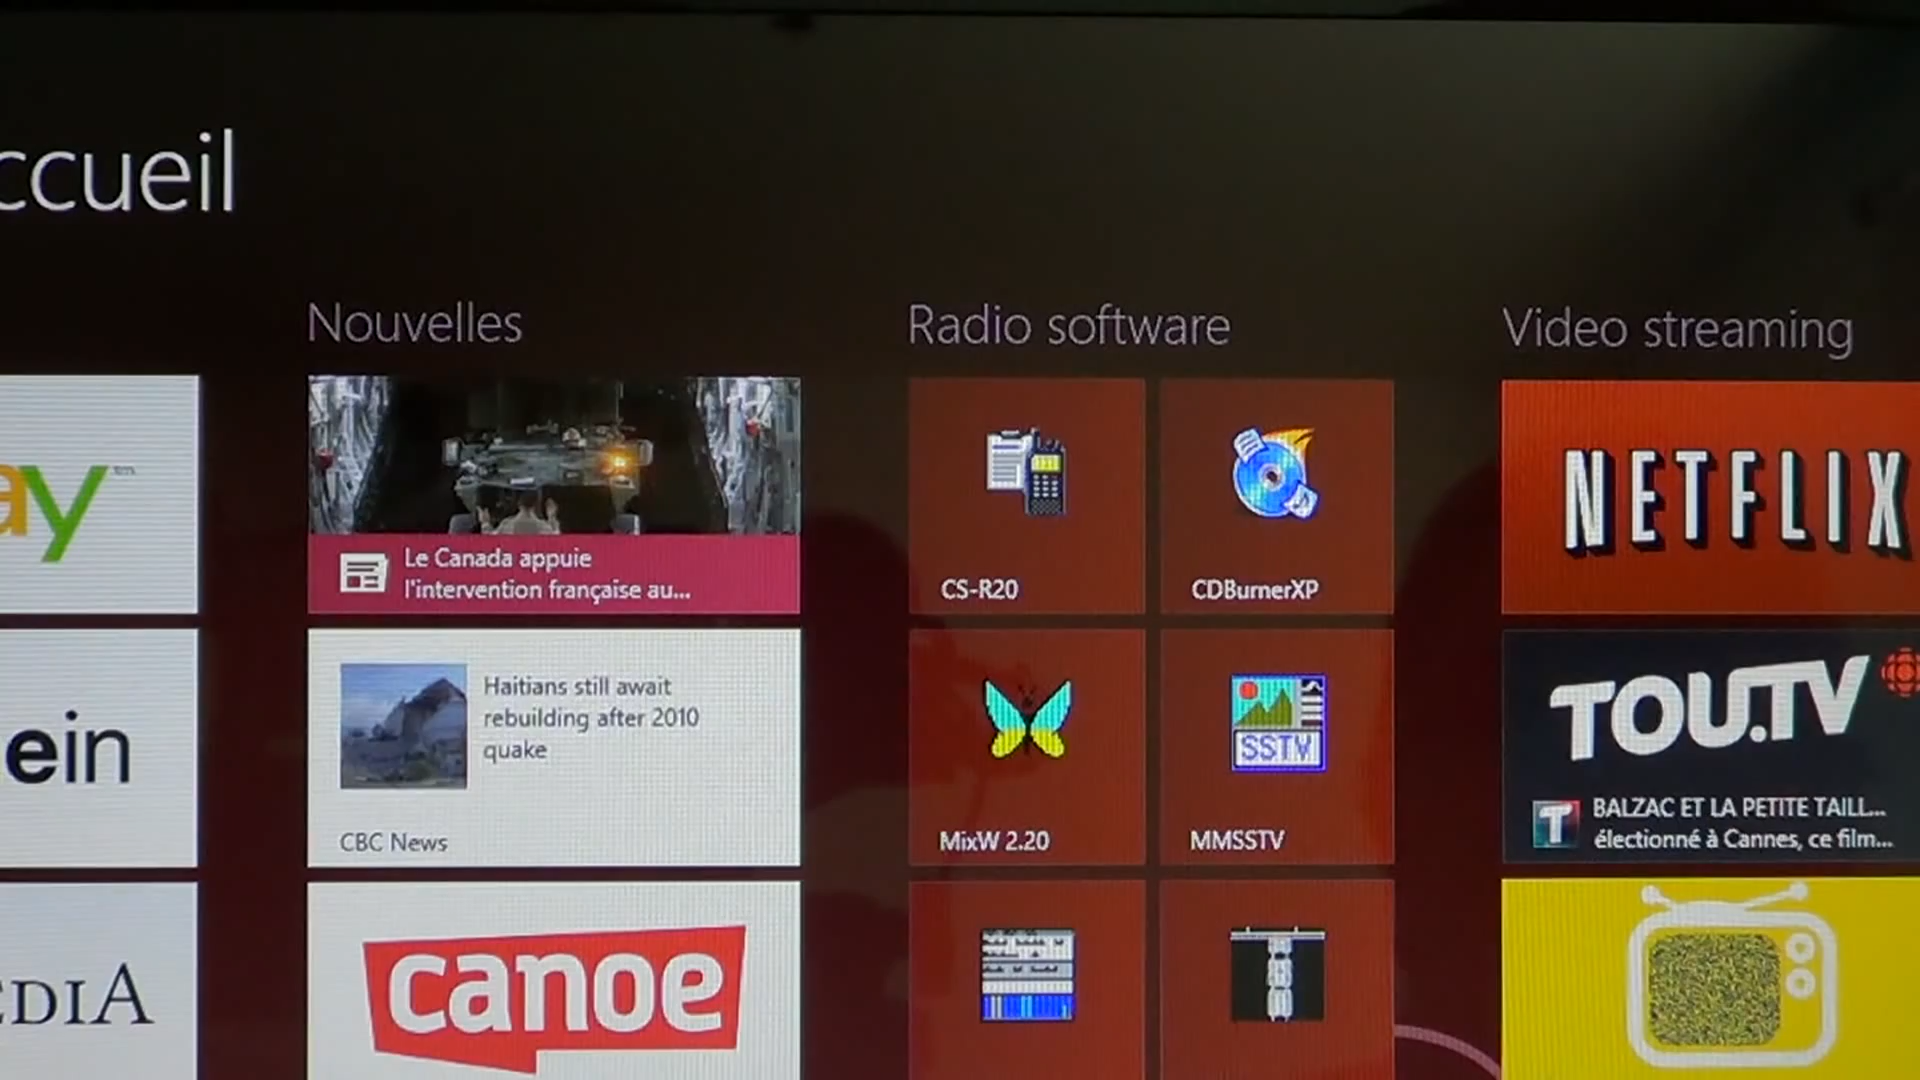 ccueil
Nouvelles
Radio software
Video streaming
ay™
Le Canada appuie
l'intervention française au...
CS-R20
CDBurnerXP
NETFLIX
ein
Haitians still await
rebuilding after 2010
quake
CBC News
MixW 2.20
SSTV
MMSSTV
TOU.TV
T
BALZAC ET LA PETITE TAILL...
électionné à Cannes, ce film...
EDIA
canoe